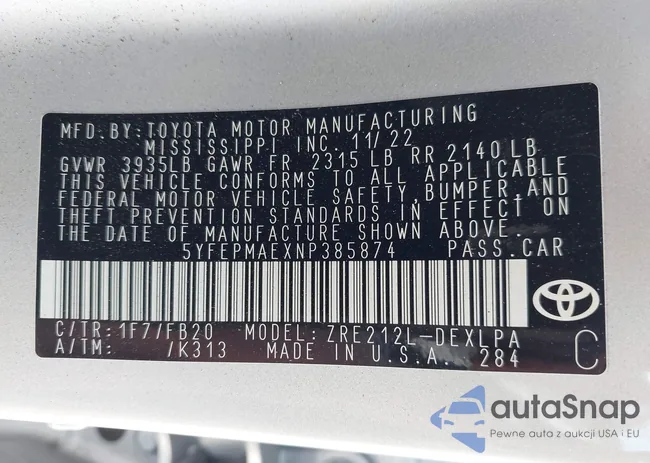 MFD.BY:TOYOTA MOTOR MANUFACTURING
MISSISSIPPI INC. 11/22
GVWR 3935LB GAWR FR 2315 LB RR 2140 LB
THIS VEHICLE CONFORMS TO ALL APPLICABLE
FEDERAL MOTOR VEHICLE SAFETY,BUMPER,AND
THEFT PREVENTION STANDARDS IN EFFECT ON
THE DATE OF MANUFACTURE SHOWN ABOVE.
5YFEPMAEXNP385874 PASS.CAR
C/TR:1F7/FB20 MODEL:ZRE212L-DEXLPA
A/TM: /K313 MADE IN U.S.A. 284 C
autaSnap
Pewne auta z aukcji USA i EU